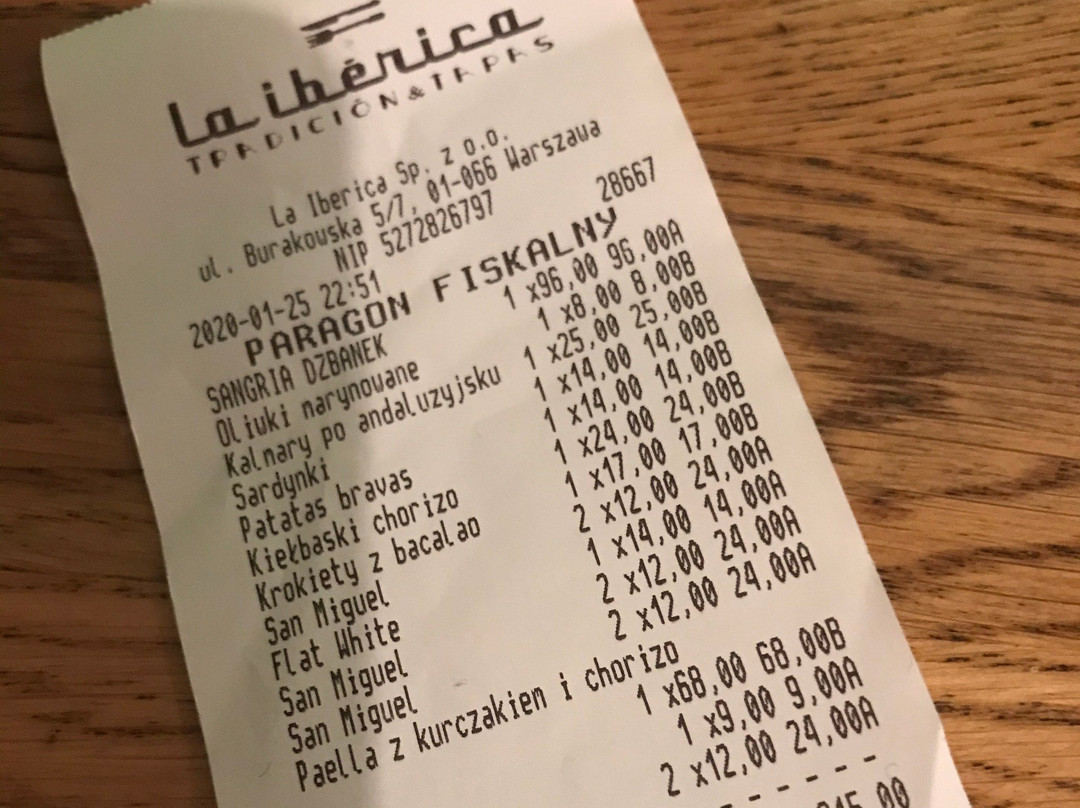 La ibérica
TRADICIÓN & TAPAS
La Iberica Sp. z o.o.
ul. Burakowska 5/7, 01-066 Warszawa
NIP 5272826797
2020-01-25 22:51 28667
PARAGON FISKALNY
SANGRIA DZBANEK 1 x96,00 96,00A
Oliwki marynowane 1 x8,00 8,00B
Kalmary po andaluzyjsku 1 x25,00 25,00B
Sardynki 1 x14,00 14,00B
Patatas bravas 1 x14,00 14,00B
Kiełbaski chorizo 1 x24,00 24,00B
Krokiety z bacalao 1 x17,00 17,00B
San Miguel 2 x12,00 24,00A
Flat White 1 x14,00 14,00A
San Miguel 2 x12,00 24,00A
San Miguel 2 x12,00 24,00A
Paella z kurczakiem i chorizo
1 x68,00 68,00B
1 x9,00 9,00A
2 x12,00 24,00A